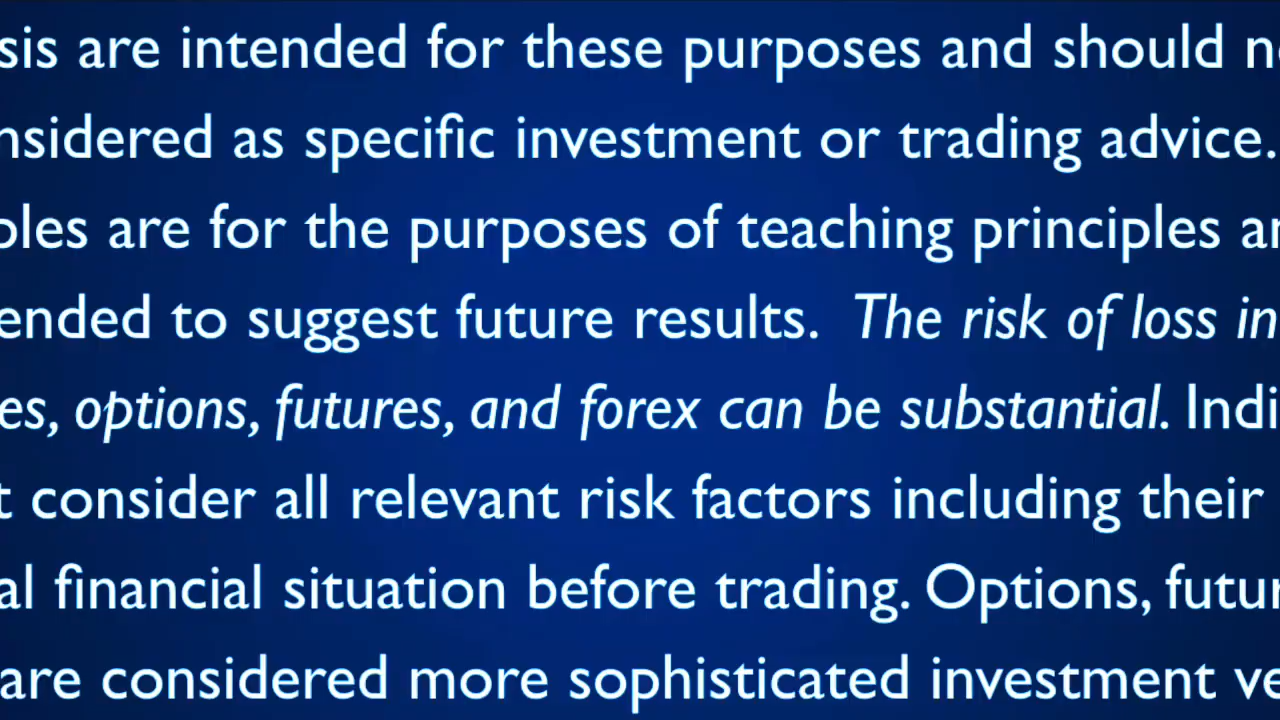 sis are intended for these purposes and should n
nsidered as specific investment or trading advice.
ples are for the purposes of teaching principles ar
ended to suggest future results. The risk of loss in
es, options, futures, and forex can be substantial. Indi
t consider all relevant risk factors including their
al financial situation before trading. Options, futur
are considered more sophisticated investment ve